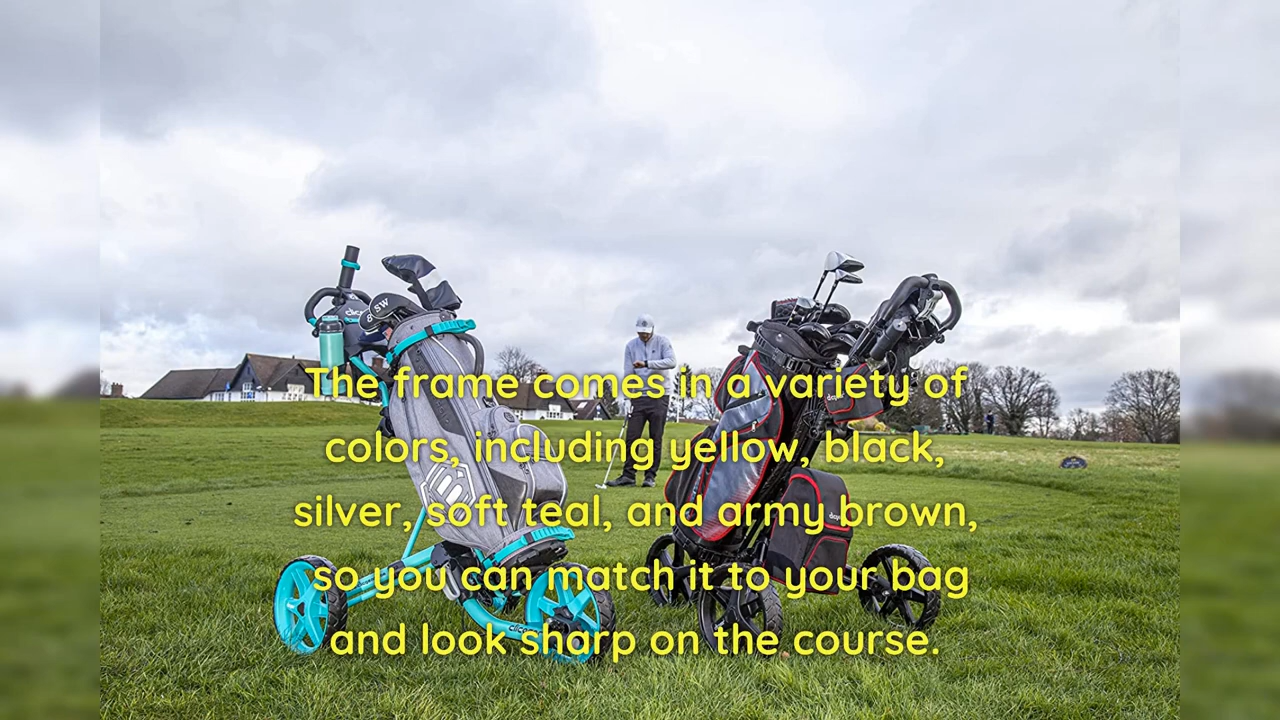 SW
The frame comes in a variety of
colors, including yellow, black,
silver, soft teal, and army brown,
so you can match it to your bag
and look sharp on the course.